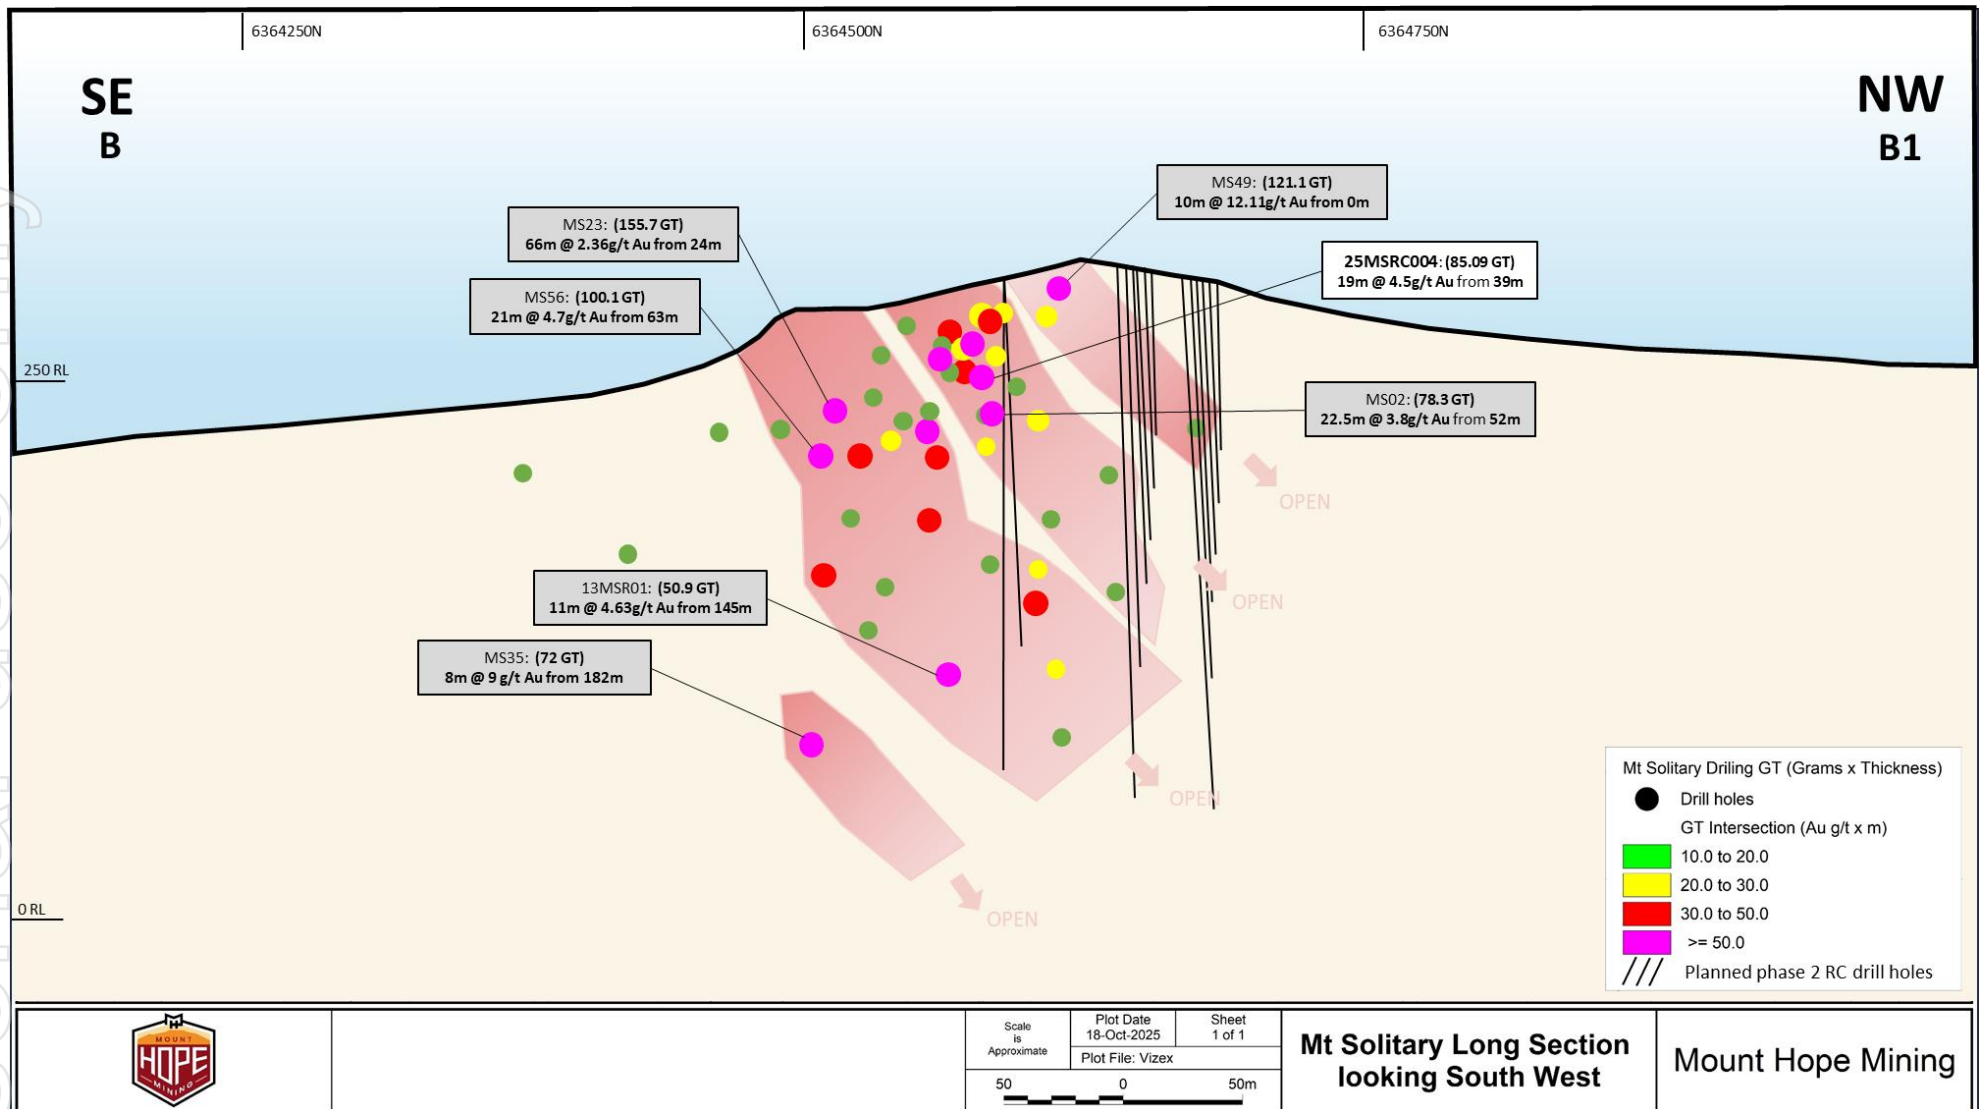 6364250N
6364500N
6364750N
SE
B
NW
B1
MS49: (121.1 GT)
10m @ 12.11g/t Au from 0m
MS23: (155.7 GT)
66m @ 2.36g/t Au from 24m
25MSRC004: (85.09 GT)
19m @ 4.5g/t Au from 39m
MS56: (100.1 GT)
21m @ 4.7g/t Au from 63m
250 RL
MS02: (78.3 GT)
22.5m @ 3.8g/t Au from 52m
OPEN
OPEN
13MSR01: (50.9 GT)
11m @ 4.63g/t Au from 145m
MS35: (72 GT)
8m @ 9 g/t Au from 182m
OPEN
OPEN
0 RL
Mt Solitary Driling GT (Grams x Thickness)
Drill holes
GT Intersection (Au g/t x m)
10.0 to 20.0
20.0 to 30.0
30.0 to 50.0
>= 50.0
Planned phase 2 RC drill holes
MOUNT
HOPE
MINING
Scale
is
Approximate
Plot Date
18-Oct-2025
Sheet
1 of 1
Plot File: Vizex
50 0 50m
Mt Solitary Long Section
looking South West
Mount Hope Mining